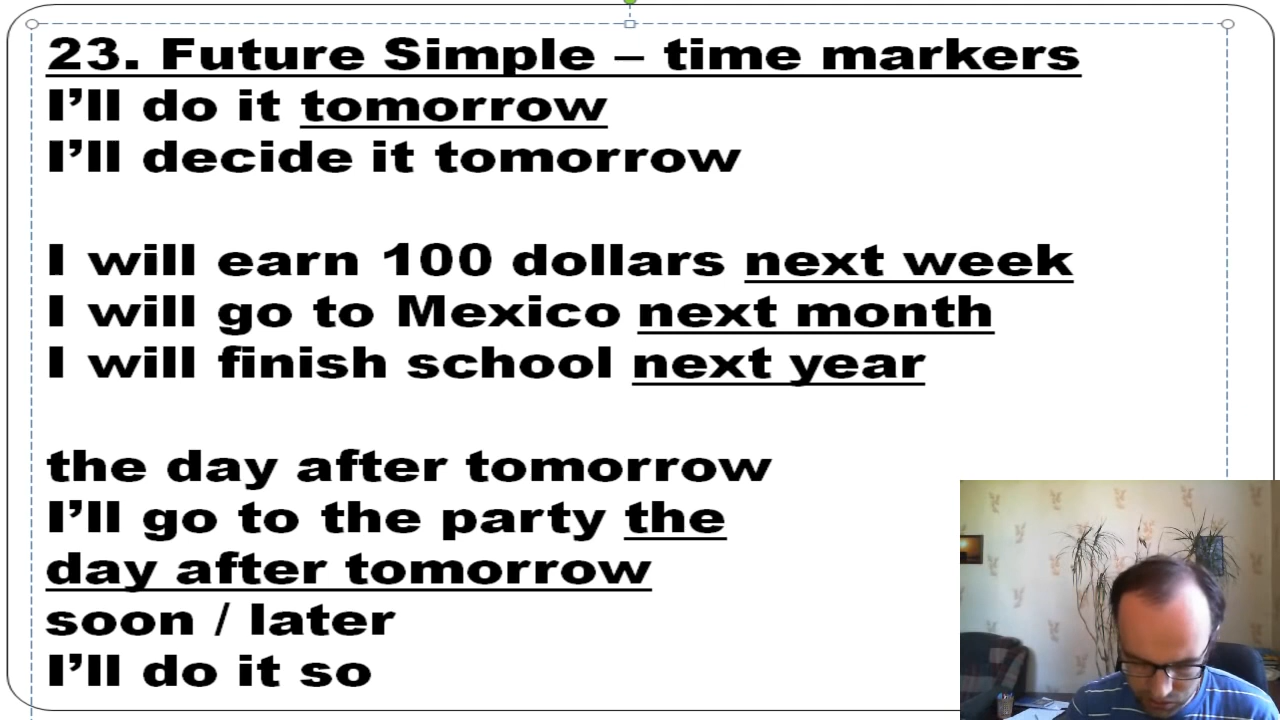 23. Future Simple – time markers
I’ll do it tomorrow
I’ll decide it tomorrow
I will earn 100 dollars next week
I will go to Mexico next month
I will finish school next year
the day after tomorrow
I’ll go to the party the
day after tomorrow
soon / later
I’ll do it so